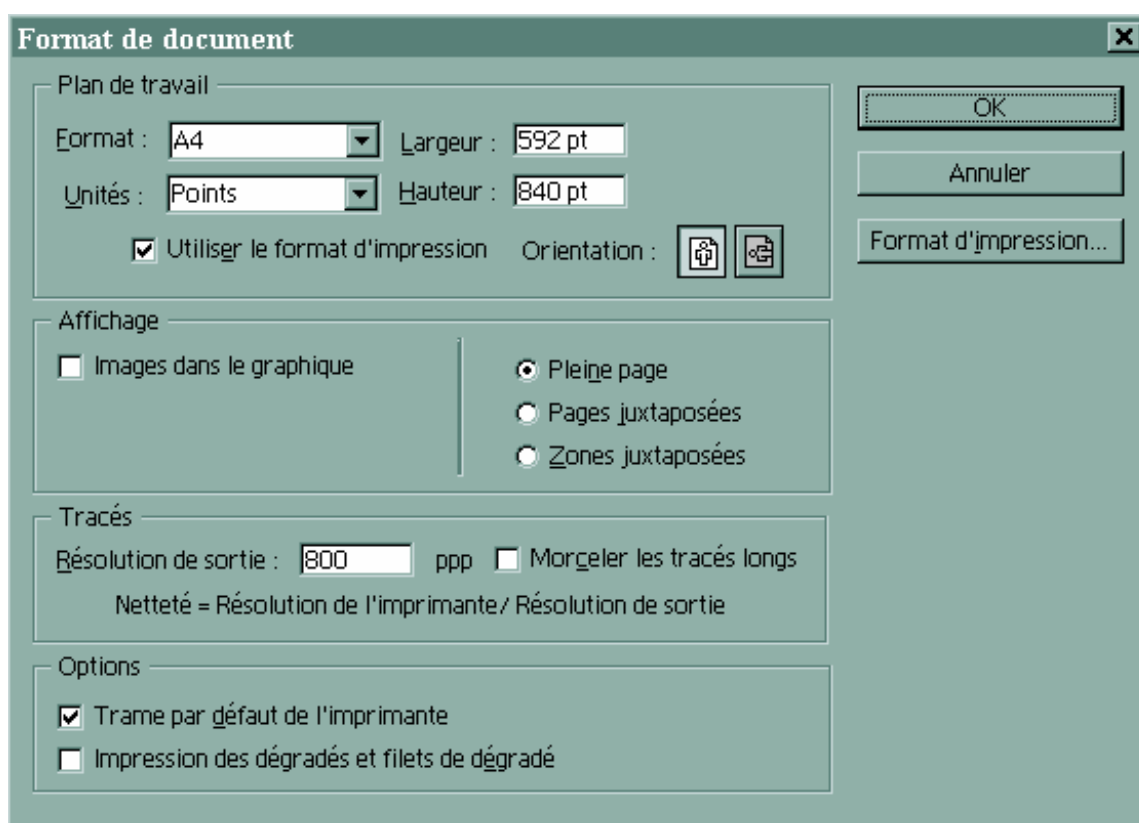 Format de document
Plan de travail
Format : A4 Largeur : 592 pt
Unités : Points Hauteur : 840 pt
Utiliser le format d'impression Orientation :
OK
Annuler
Format d'impression...
Affichage
Images dans le graphique
Pleine page
Pages juxtaposées
Zones juxtaposées
Tracés
Résolution de sortie : 800 ppp Morceler les tracés longs
Netteté = Résolution de l'imprimante/ Résolution de sortie
Options
Trame par défaut de l'imprimante
Impression des dégradés et filets de dégradé